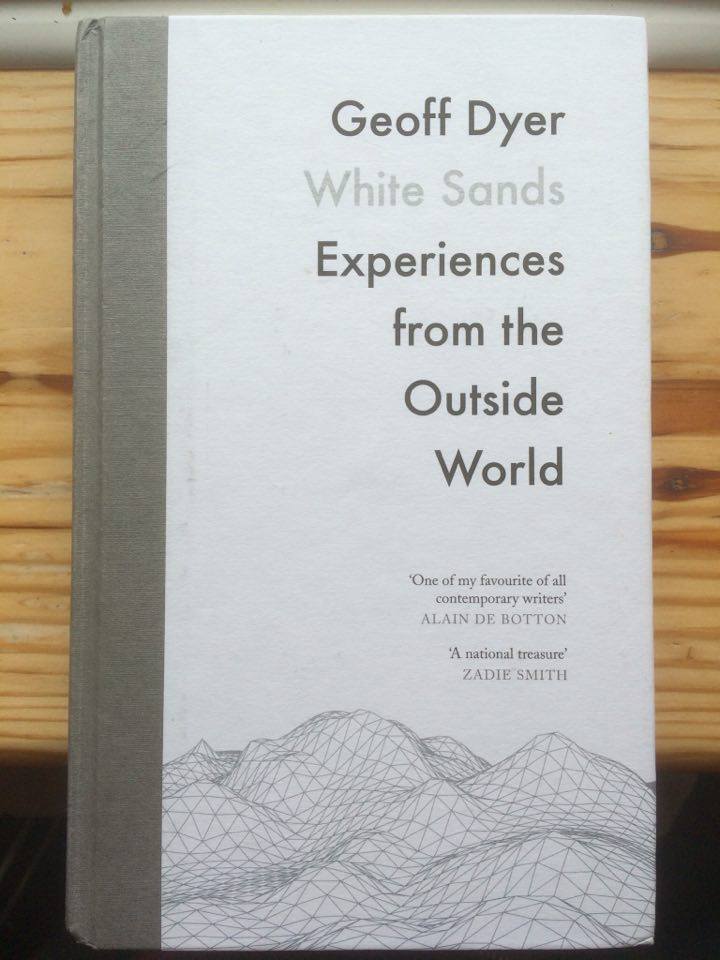 Geoff Dyer
White Sands
Experiences
from the
Outside
World
‘One of my favourite of all
contemporary writers’
ALAIN DE BOTTON
‘A national treasure’
ZADIE SMITH